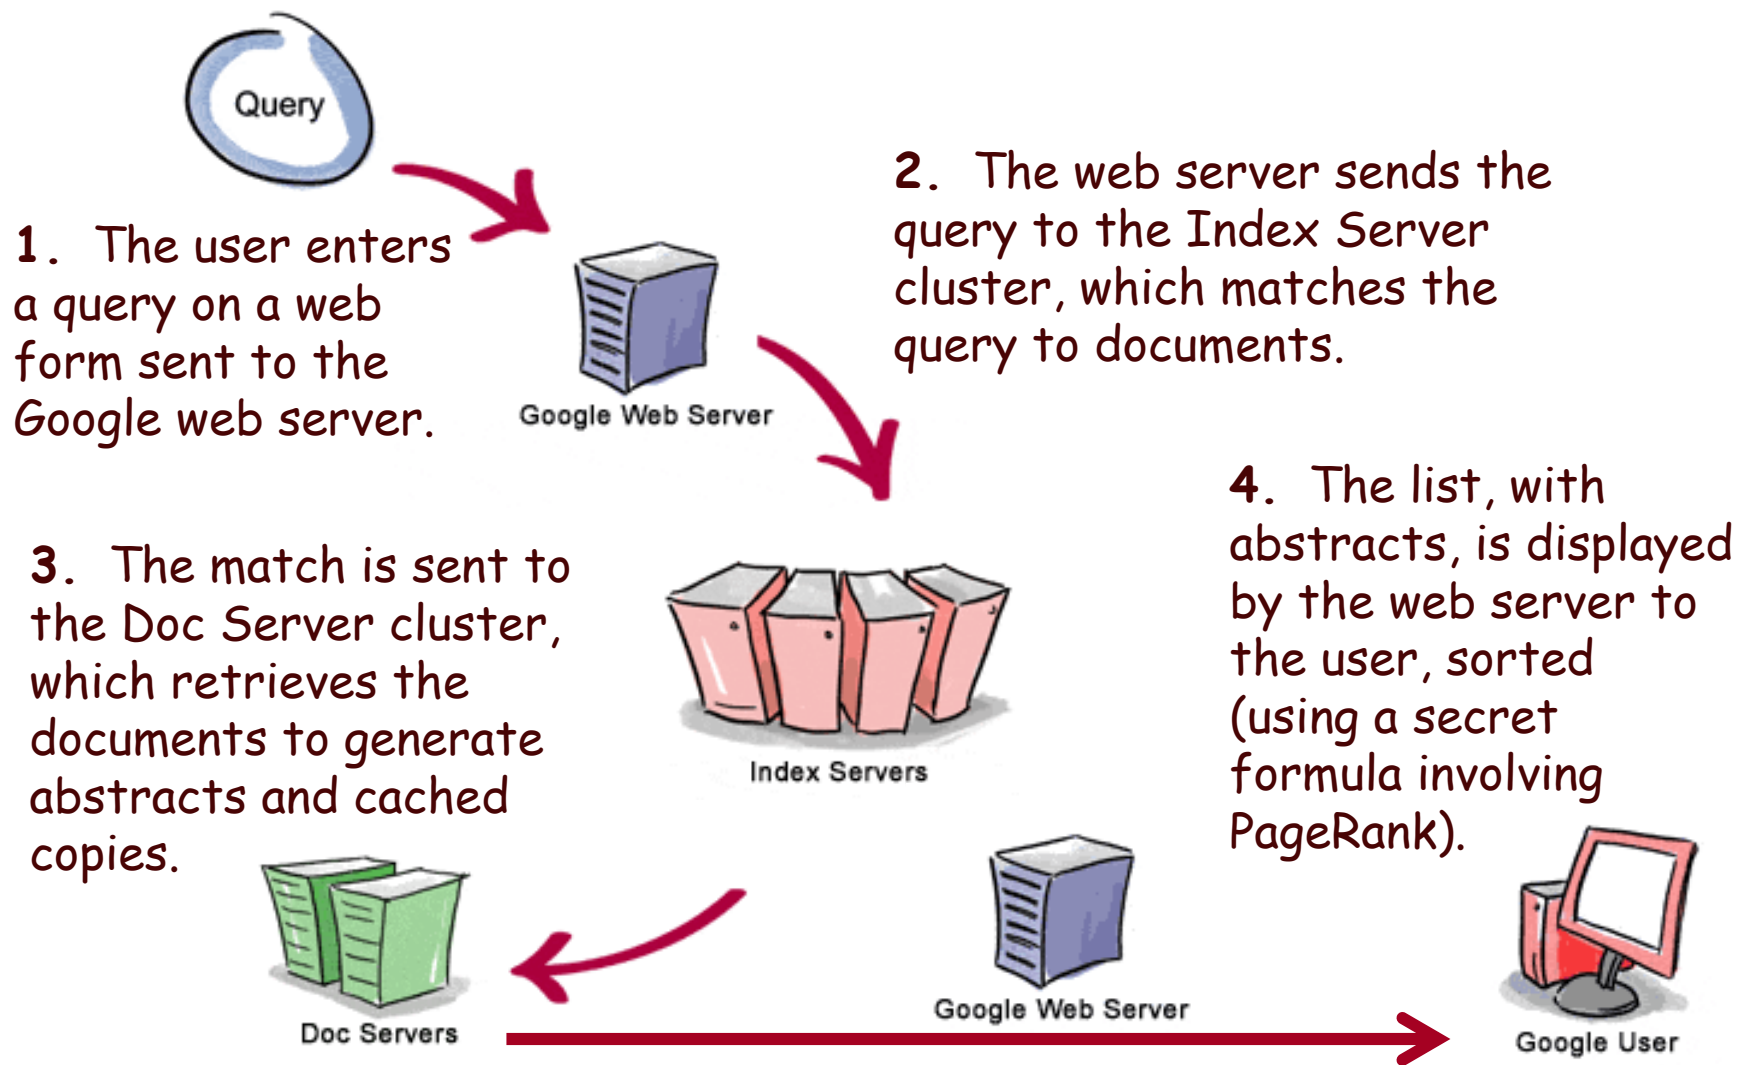 Query
1. The user enters
a query on a web
form sent to the
Google web server.
Google Web Server
2. The web server sends the
query to the Index Server
cluster, which matches the
query to documents.
Index Servers
3. The match is sent to
the Doc Server cluster,
which retrieves the
documents to generate
abstracts and cached
copies.
Doc Servers
4. The list, with
abstracts, is displayed
by the web server to
the user, sorted
(using a secret
formula involving
PageRank).
Google Web Server
Google User